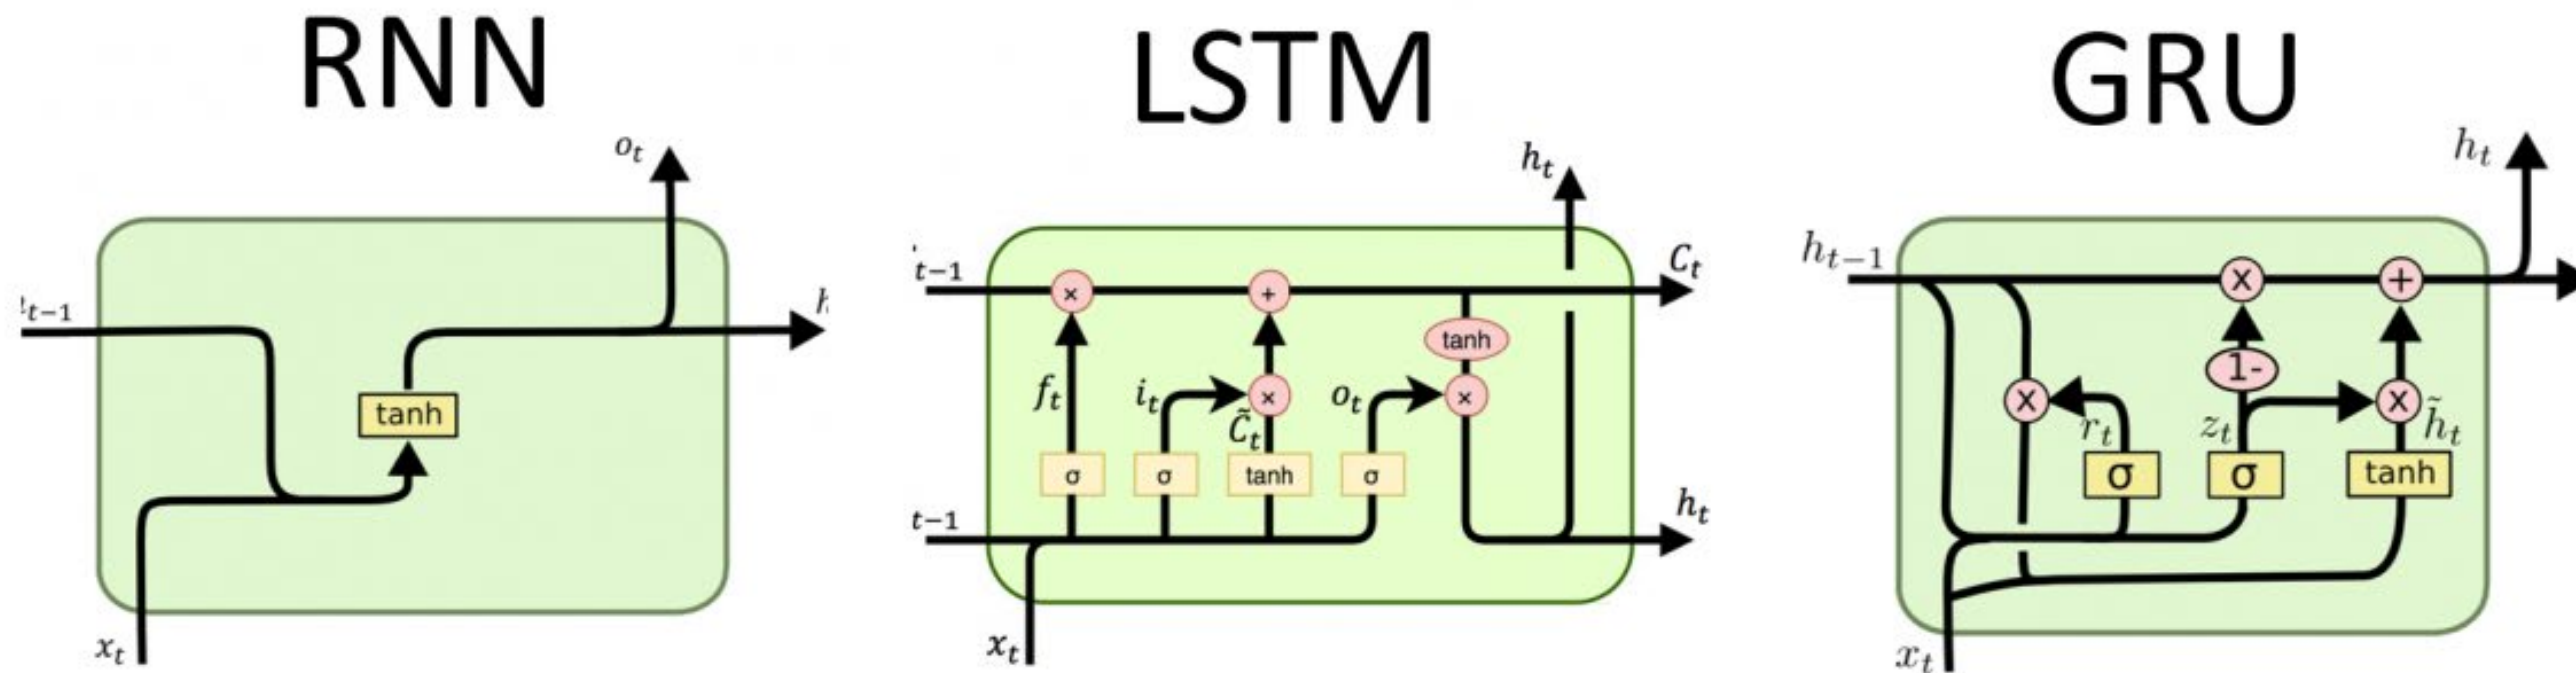 RNN
o_t
t-1
tanh
x_t
LSTM
h_t
t-1
C_t
×
+
tanh
f_t
i_t
×
o_t
×
C̃_t
σ
σ
tanh
σ
t-1
h_t
x_t
GRU
h_t
h_{t-1}
x
+
1-
x
x
r_t
z_t
h̃_t
σ
σ
tanh
x_t